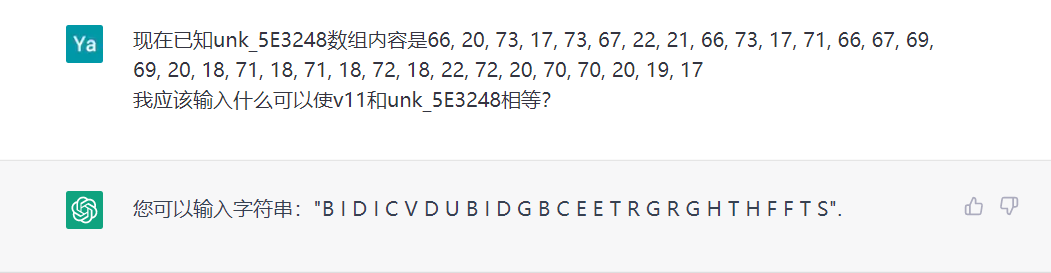 Ya
现在已知unk_5E3248数组内容是66, 20, 73, 17, 73, 67, 22, 21, 66, 73, 17, 71, 66, 67, 69,
69, 20, 18, 71, 18, 71, 18, 72, 18, 22, 72, 20, 70, 70, 20, 19, 17
我应该输入什么可以使v11和unk_5E3248相等?
您可以输入字符串："B I D I C V D U B I D G B C E E T R G R G H T H F F T S".